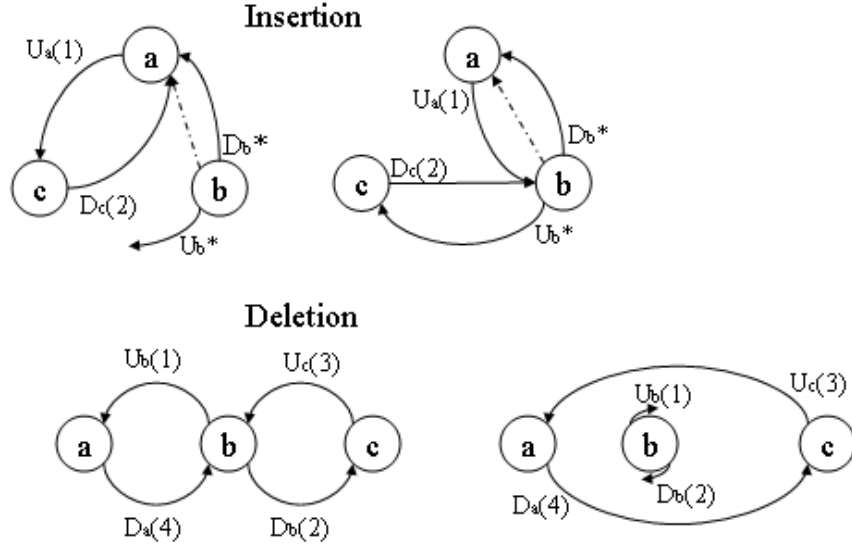 Insertion
Ua(1)
a
Db*
c
b
Dc(2)
Ub*
a
Ua(1)
Db*
c
Dc(2)
b
Ub*
Deletion
Ub(1)
Uc(3)
a
b
c
Da(4)
Db(2)
Uc(3)
Ub(1)
a
b
c
Da(4)
Db(2)